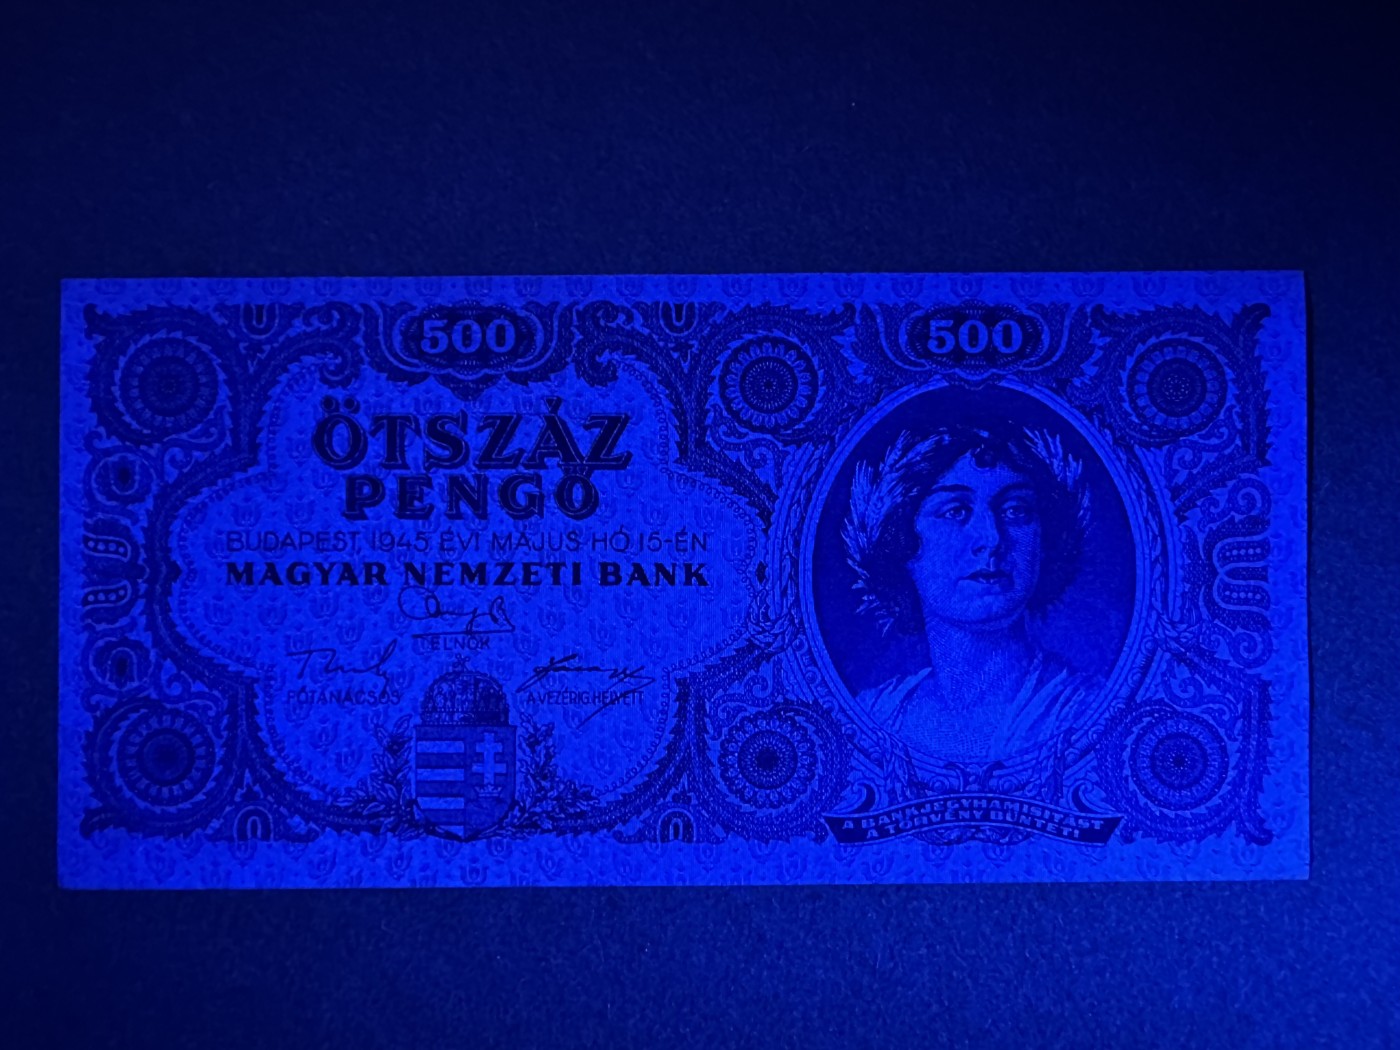 500
500
ÖTSZÁZ
PENGŐ
BUDAPEST, 1945 ÉVI MÁJUS HÓ 15-ÉN
MAGYAR NEMZETI BANK
ELNÖK
FŐTANÁCSOS
A VEZÉRIG. HELYETT
A BANKJEGYHAMISÍTÁST
A TÖRVÉNY BÜNTETI